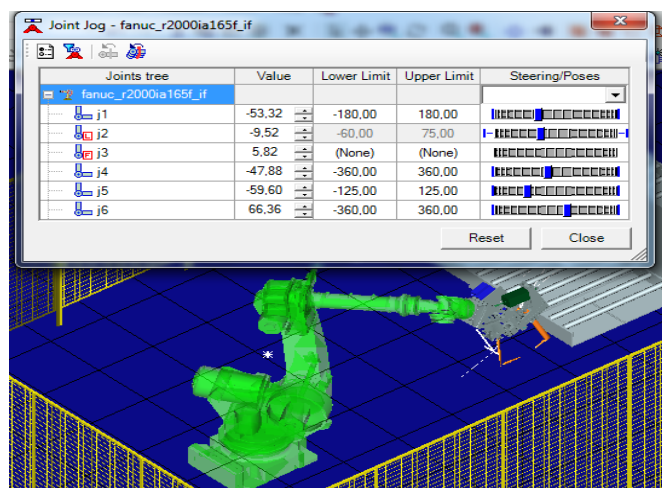 Joint Jog - fanuc_r2000ia165f_if
Joints tree Value Lower Limit Upper Limit Steering/Poses
fanuc_r2000ia165f_if
j1 -53,32 -180,00 180,00
L j2 -9,52 -60,00 75,00
F j3 5,82 (None) (None)
j4 -47,88 -360,00 360,00
j5 -59,60 -125,00 125,00
j6 66,36 -360,00 360,00
Reset Close